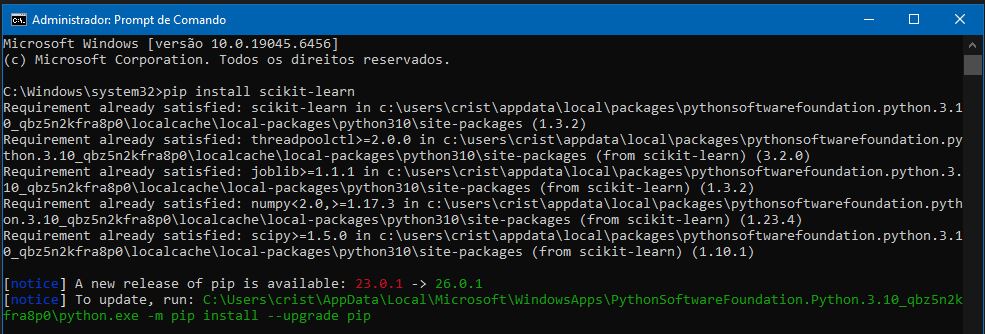 Administrador: Prompt de Comando
Microsoft Windows [versão 10.0.19045.6456]
(c) Microsoft Corporation. Todos os direitos reservados.
C:\Windows\system32>pip install scikit-learn
Requirement already satisfied: scikit-learn in c:\users\crist\appdata\local\packages\pythonsoftwarefoundation.python.3.1
0_qbz5n2kfra8p0\localcache\local-packages\python310\site-packages (1.3.2)
Requirement already satisfied: threadpoolctl>=2.0.0 in c:\users\crist\appdata\local\packages\pythonsoftwarefoundation.py
thon.3.10_qbz5n2kfra8p0\localcache\local-packages\python310\site-packages (from scikit-learn) (3.2.0)
Requirement already satisfied: joblib>=1.1.1 in c:\users\crist\appdata\local\packages\pythonsoftwarefoundation.python.3.
10_qbz5n2kfra8p0\localcache\local-packages\python310\site-packages (from scikit-learn) (1.3.2)
Requirement already satisfied: numpy<2.0,>=1.17.3 in c:\users\crist\appdata\local\packages\pythonsoftwarefoundation.pyth
on.3.10_qbz5n2kfra8p0\localcache\local-packages\python310\site-packages (from scikit-learn) (1.23.4)
Requirement already satisfied: scipy>=1.5.0 in c:\users\crist\appdata\local\packages\pythonsoftwarefoundation.python.3.1
0_qbz5n2kfra8p0\localcache\local-packages\python310\site-packages (from scikit-learn) (1.10.1)
[notice] A new release of pip is available: 23.0.1 -> 26.0.1
[notice] To update, run: C:\Users\crist\AppData\Local\Microsoft\WindowsApps\PythonSoftwareFoundation.Python.3.10_qbz5n2k
fra8p0\python.exe -m pip install --upgrade pip